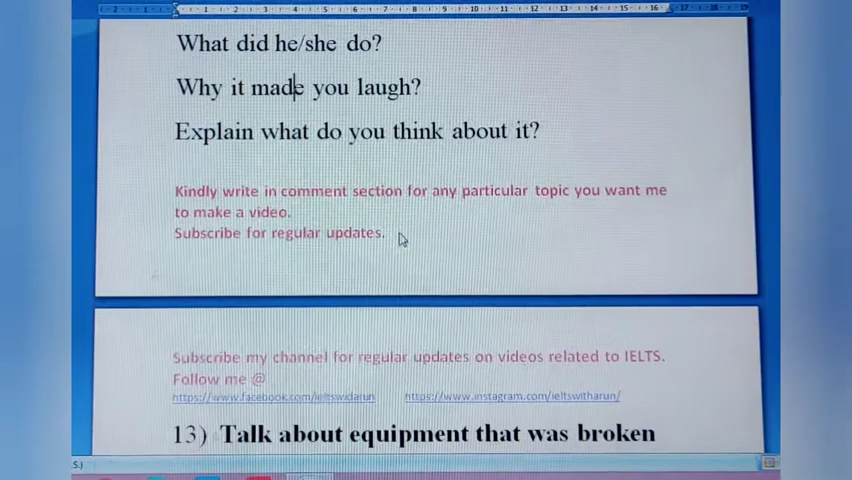 What did he/she do?
Why it made you laugh?
Explain what do you think about it?
Kindly write in comment section for any particular topic you want me
to make a video.
Subscribe for regular updates.
Subscribe my channel for regular updates on videos related to IELTS.
Follow me @
https://www.facebook.com/ieltswidarun https://www.instagram.com/ieltswitharun/
13) Talk about equipment that was broken